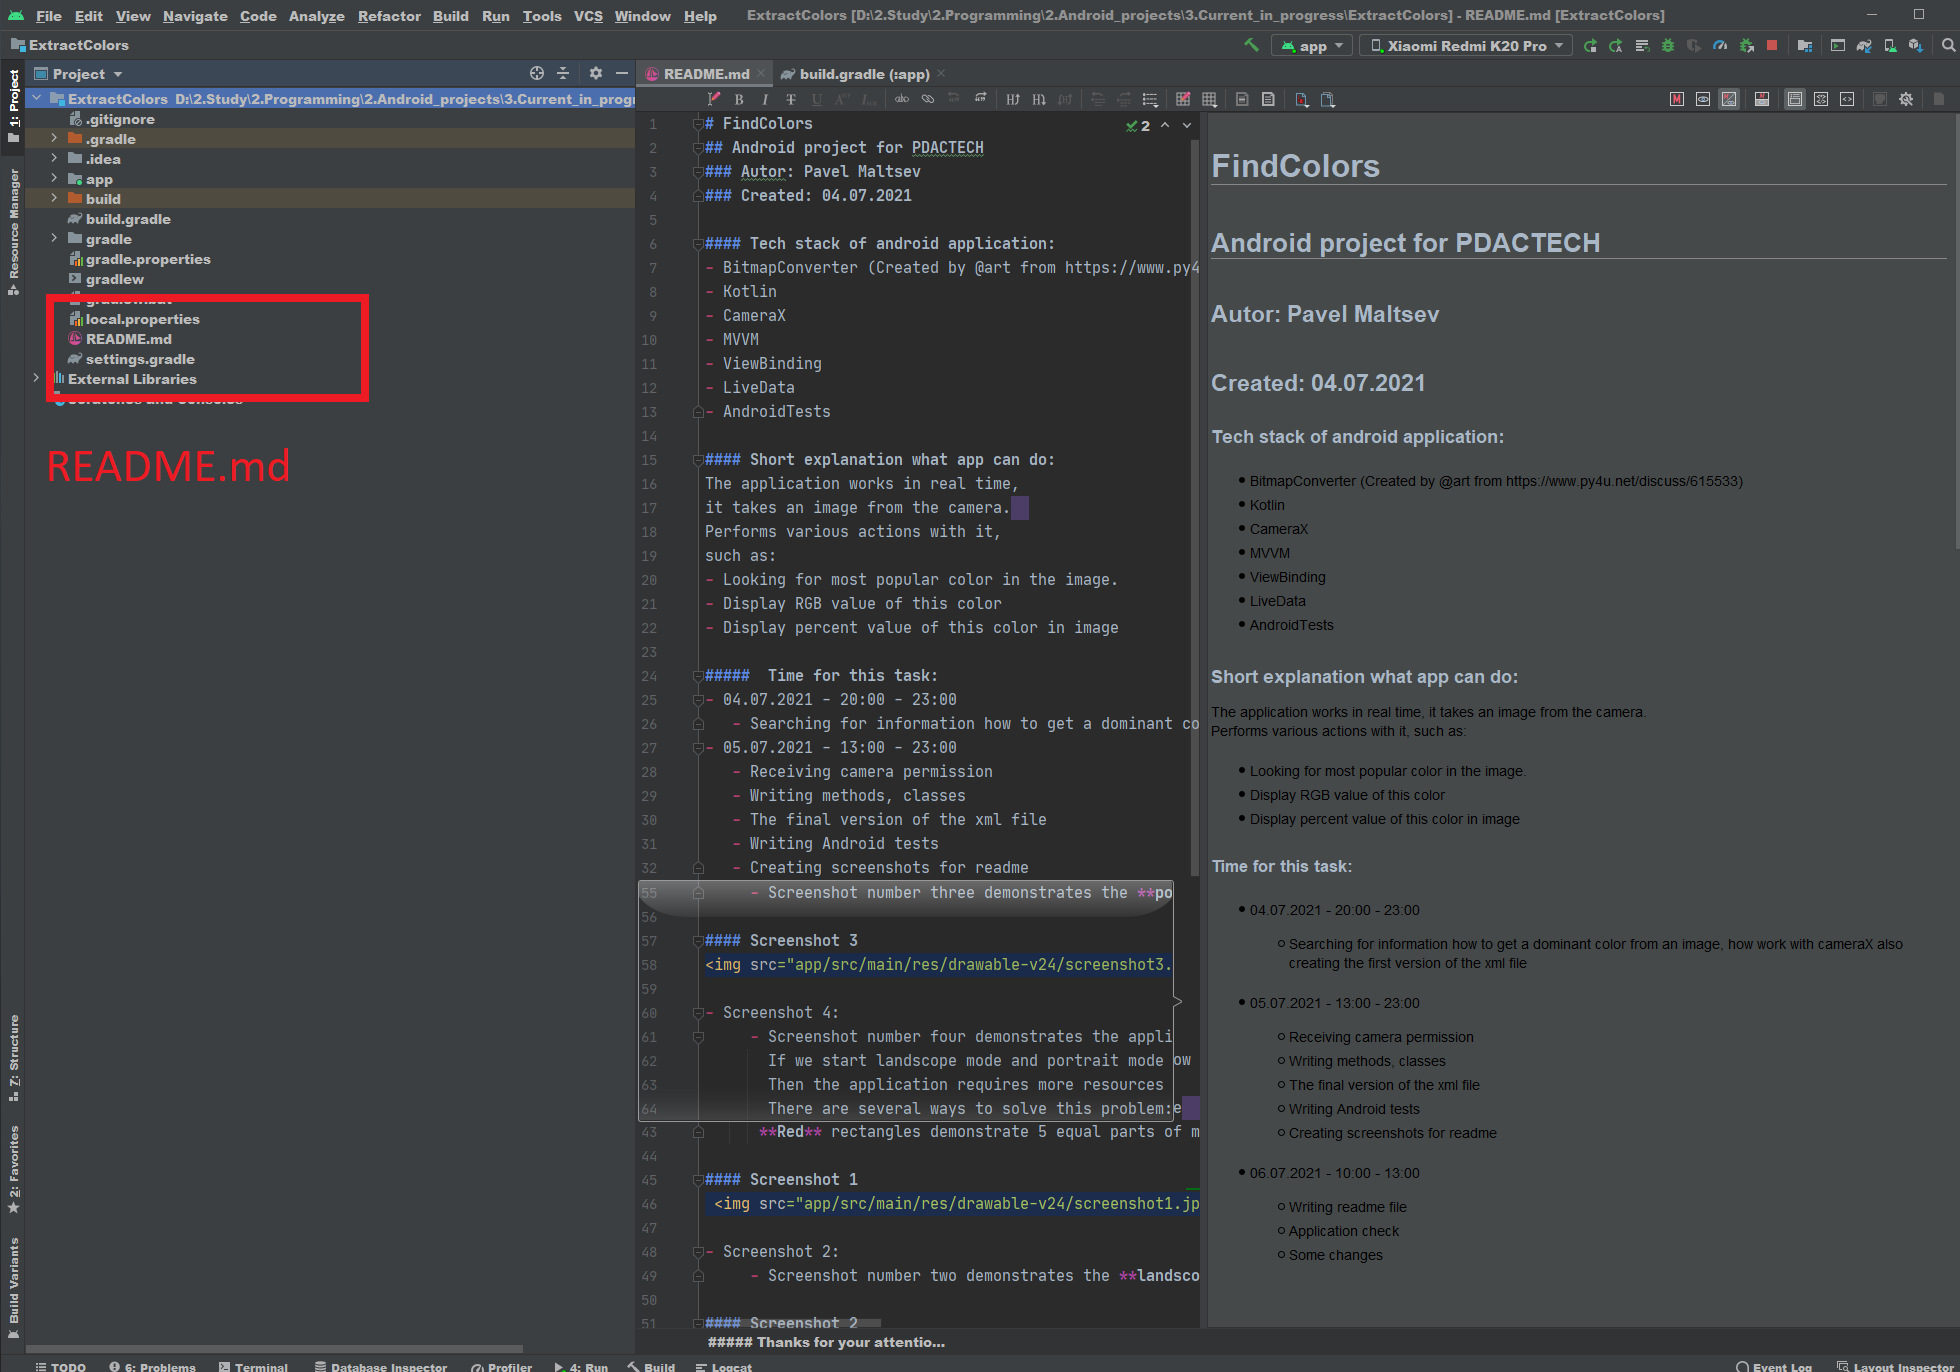 File Edit View Navigate Code Analyze Refactor Build Run Tools VCS Window Help ExtractColors [D:\2.Study\2.Programming\2.Android_projects\3.Current_in_progress\ExtractColors] - README.md [ExtractColors]
ExtractColors app Xiaomi Redmi K20 Pro
Project README.md build.gradle (:app)
1: Project
Resource Manager
7: Structure
2: Favorites
Build Variants
ExtractColors D:\2.Study\2.Programming\2.Android_projects\3.Current_in_progr
.gitignore
.gradle
.idea
app
build
build.gradle
gradle
gradle.properties
gradlew
local.properties
README.md
settings.gradle
External Libraries
README.md
2
1 # FindColors
2 ## Android project for PDACTECH
3 ### Autor: Pavel Maltsev
4 ### Created: 04.07.2021
5
6 #### Tech stack of android application:
7 - BitmapConverter (Created by @art from https://www.py4
8 - Kotlin
9 - CameraX
10 - MVVM
11 - ViewBinding
12 - LiveData
13 - AndroidTests
14
15 #### Short explanation what app can do:
16 The application works in real time,
17 it takes an image from the camera.
18 Performs various actions with it,
19 such as:
20 - Looking for most popular color in the image.
21 - Display RGB value of this color
22 - Display percent value of this color in image
23
24 ##### Time for this task:
25 - 04.07.2021 - 20:00 - 23:00
26 - Searching for information how to get a dominant co
27 - 05.07.2021 - 13:00 - 23:00
28 - Receiving camera permission
29 - Writing methods, classes
30 - The final version of the xml file
31 - Writing Android tests
32 - Creating screenshots for readme
55 - Screenshot number three demonstrates the **po
56
57 #### Screenshot 3
58 <img src="app/src/main/res/drawable-v24/screenshot3.
59
60 - Screenshot 4:
61 - Screenshot number four demonstrates the appli
62 If we start landscope mode and portrait mode ow
63 Then the application requires more resources
64 There are several ways to solve this problem:e
43 **Red** rectangles demonstrate 5 equal parts of m
44
45 #### Screenshot 1
46 <img src="app/src/main/res/drawable-v24/screenshot1.jp
47
48 - Screenshot 2:
49 - Screenshot number two demonstrates the **landsco
50
51 #### Screenshot 2
##### Thanks for your attentio...
FindColors
Android project for PDACTECH
Autor: Pavel Maltsev
Created: 04.07.2021
Tech stack of android application:
BitmapConverter (Created by @art from https://www.py4u.net/discuss/615533)
Kotlin
CameraX
MVVM
ViewBinding
LiveData
AndroidTests
Short explanation what app can do:
The application works in real time, it takes an image from the camera.
Performs various actions with it, such as:
Looking for most popular color in the image.
Display RGB value of this color
Display percent value of this color in image
Time for this task:
04.07.2021 - 20:00 - 23:00
Searching for information how to get a dominant color from an image, how work with cameraX also
creating the first version of the xml file
05.07.2021 - 13:00 - 23:00
Receiving camera permission
Writing methods, classes
The final version of the xml file
Writing Android tests
Creating screenshots for readme
06.07.2021 - 10:00 - 13:00
Writing readme file
Application check
Some changes
TODO 6: Problems Terminal Database Inspector Profiler 4: Run Build Logcat Event Log Layout Inspector